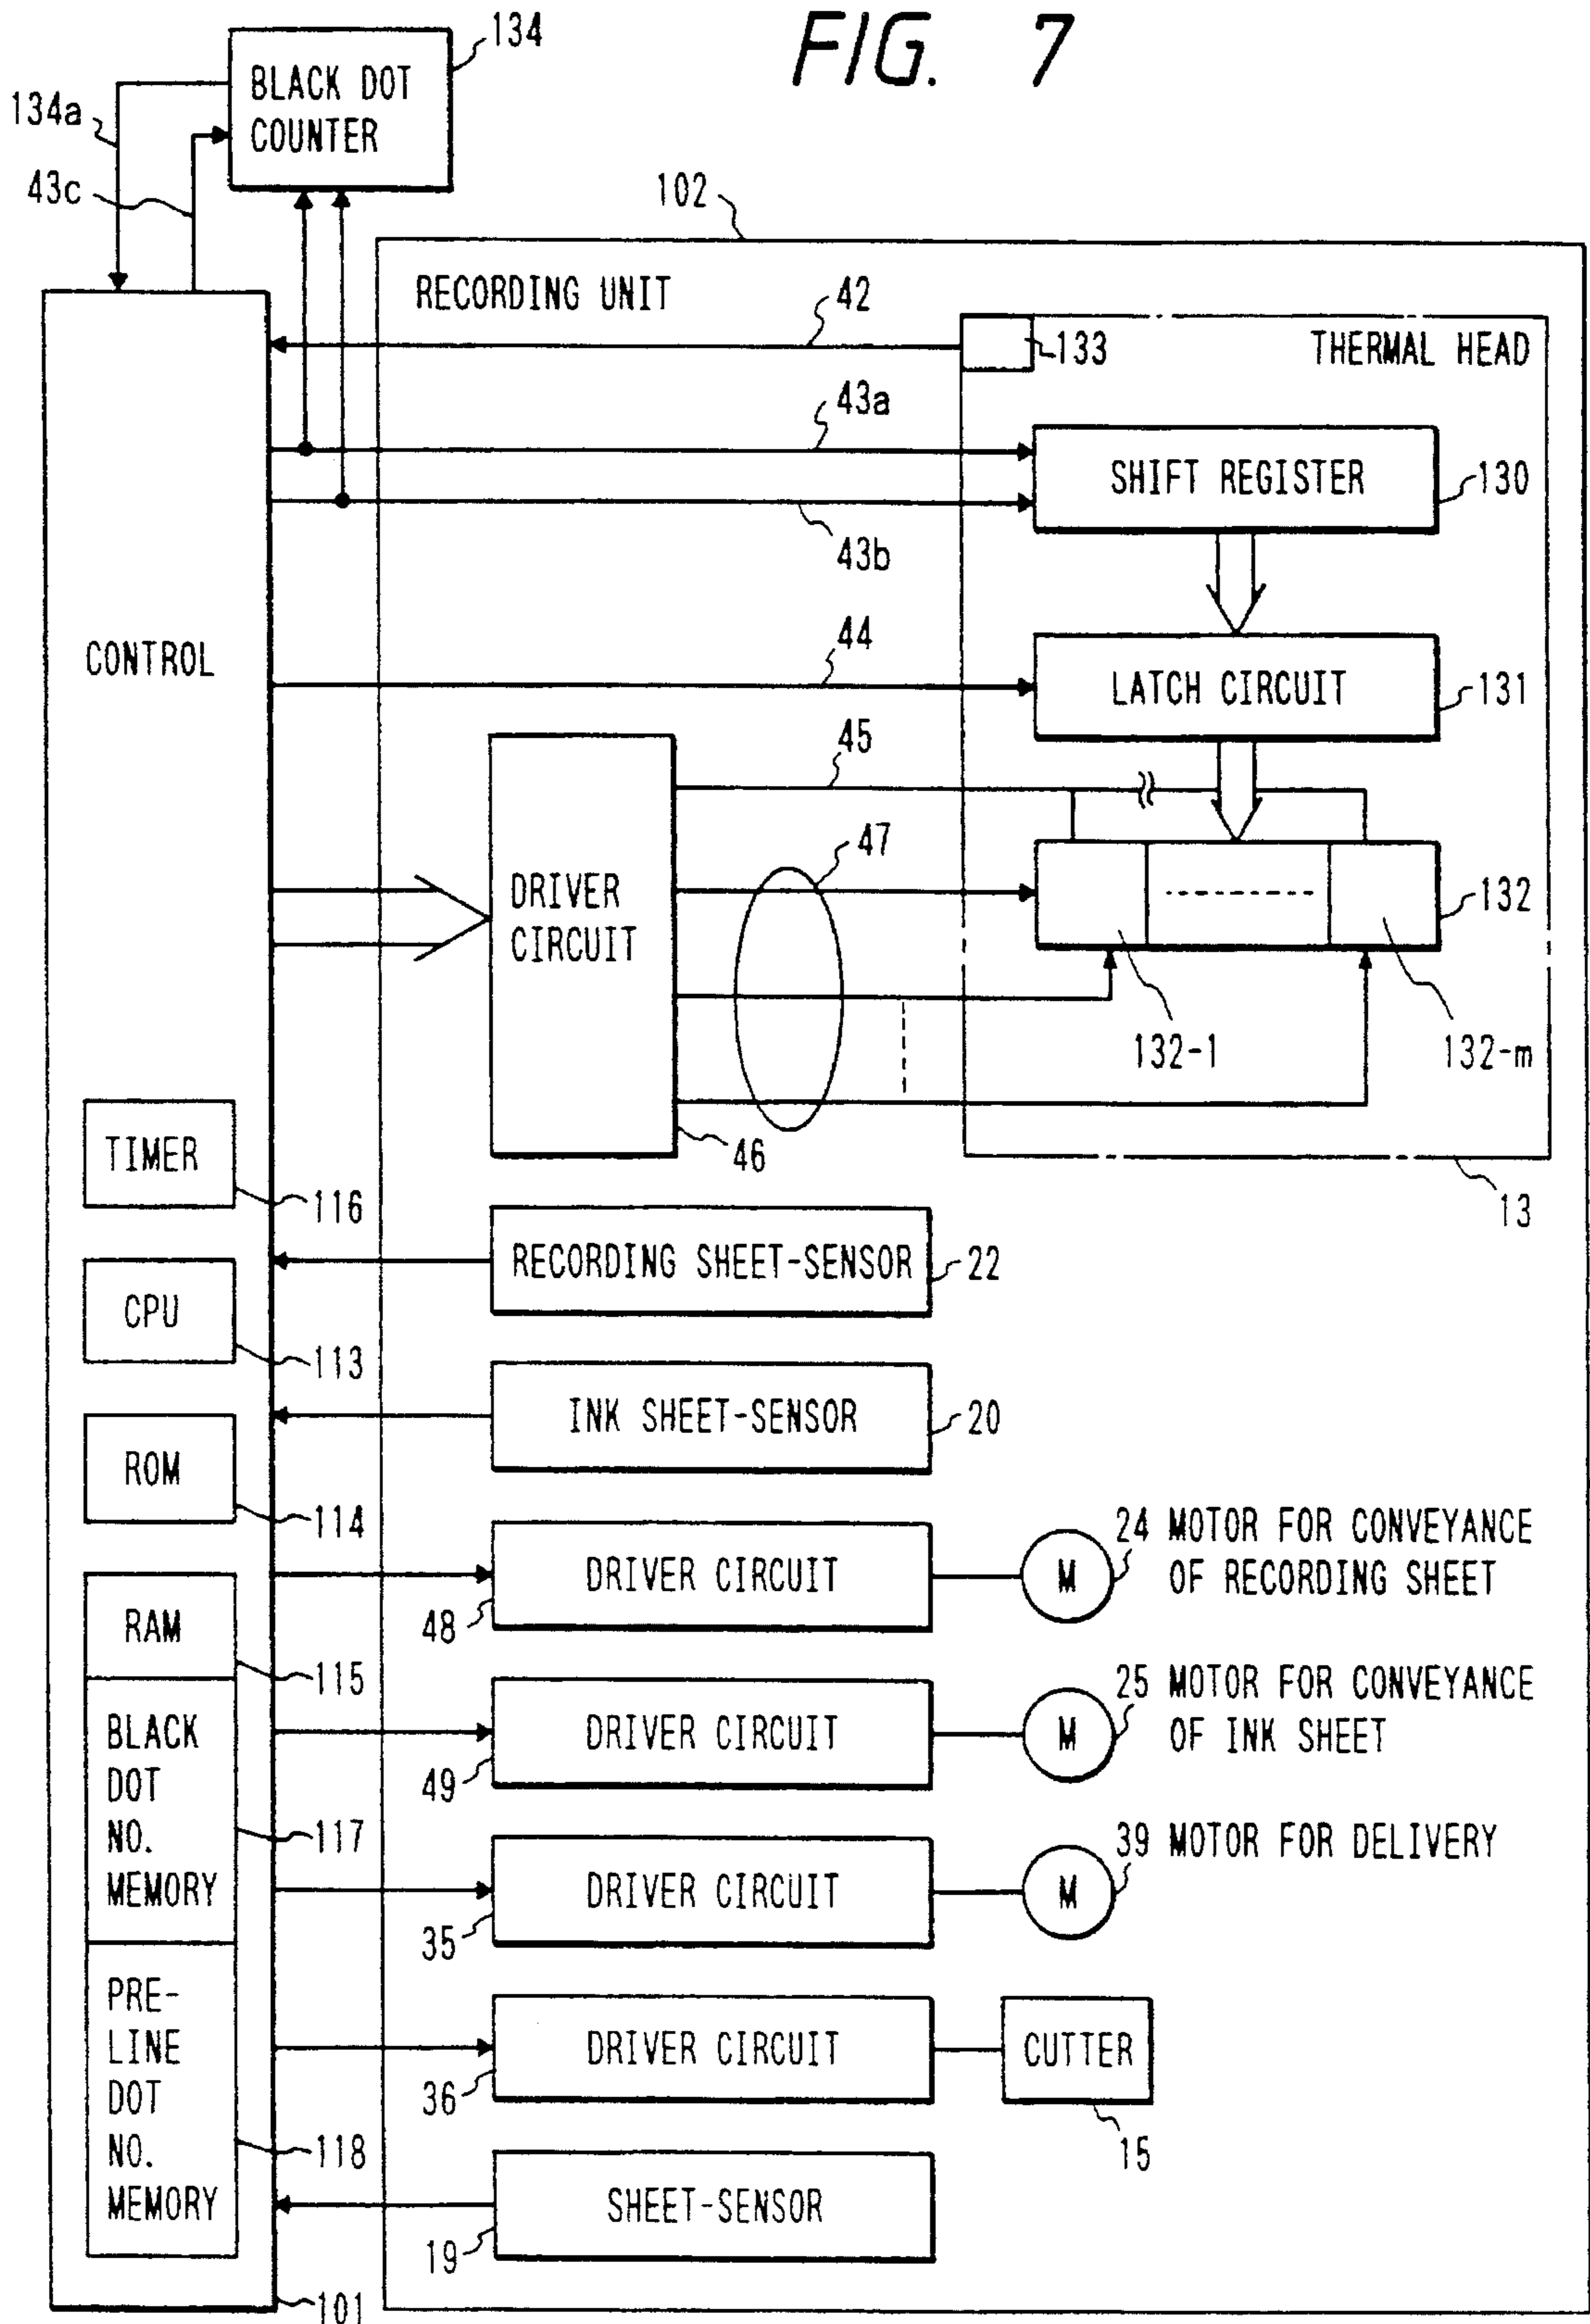 FIG. 7
134
BLACK DOT
COUNTER
134a
43c
102
RECORDING UNIT
42
133
THERMAL HEAD
43a
SHIFT REGISTER
130
43b
CONTROL
44
LATCH CIRCUIT
131
45
47
DRIVER
CIRCUIT
132
132-1
132-m
46
13
TIMER
116
RECORDING SHEET-SENSOR
22
CPU
113
INK SHEET-SENSOR
20
ROM
114
DRIVER CIRCUIT
48
M
24 MOTOR FOR CONVEYANCE
OF RECORDING SHEET
RAM
115
DRIVER CIRCUIT
49
M
25 MOTOR FOR CONVEYANCE
OF INK SHEET
BLACK
DOT
NO.
MEMORY
117
DRIVER CIRCUIT
35
M
39 MOTOR FOR DELIVERY
PRE-
LINE
DOT
NO.
MEMORY
118
DRIVER CIRCUIT
36
CUTTER
15
SHEET-SENSOR
19
101